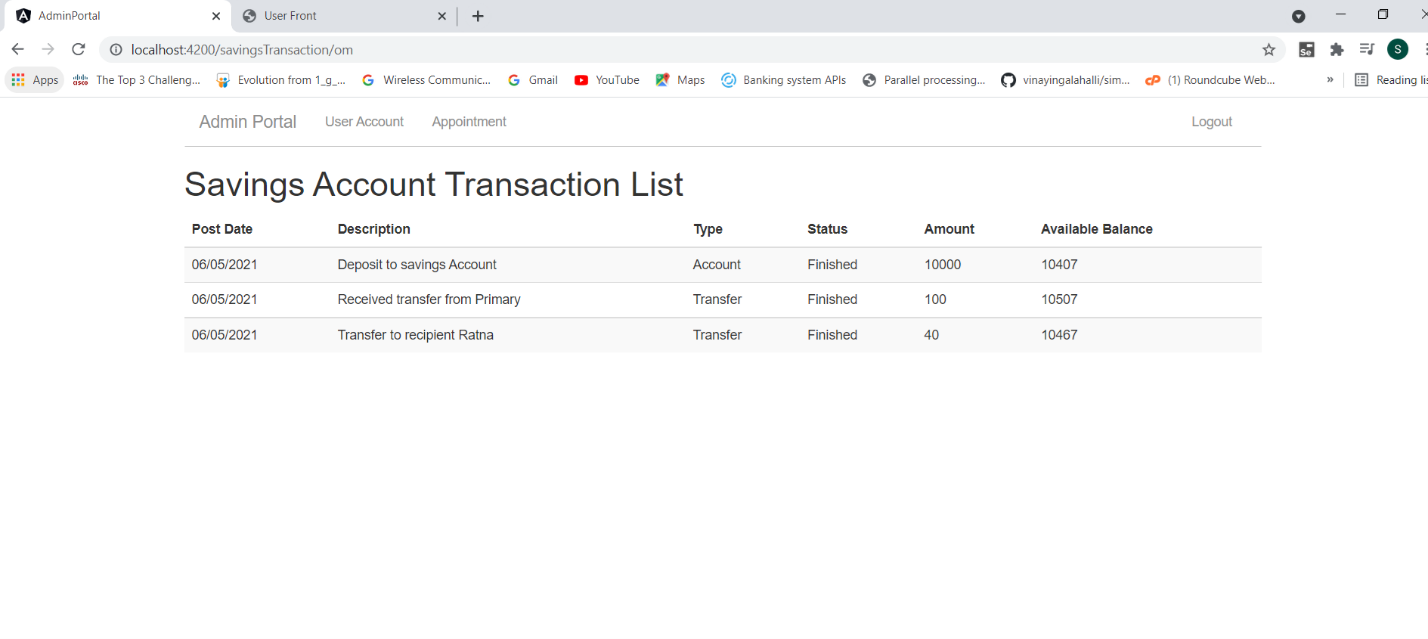 AdminPortal User Front
localhost:4200/savingsTransaction/om S
Apps The Top 3 Challeng... Evolution from 1_g_... Wireless Communic... Gmail YouTube Maps Banking system APIs Parallel processing... vinayingalahalli/sim... (1) Roundcube Web... » Reading lis
Admin Portal User Account Appointment Logout
Savings Account Transaction List
Post Date Description Type Status Amount Available Balance
06/05/2021 Deposit to savings Account Account Finished 10000 10407
06/05/2021 Received transfer from Primary Transfer Finished 100 10507
06/05/2021 Transfer to recipient Ratna Transfer Finished 40 10467